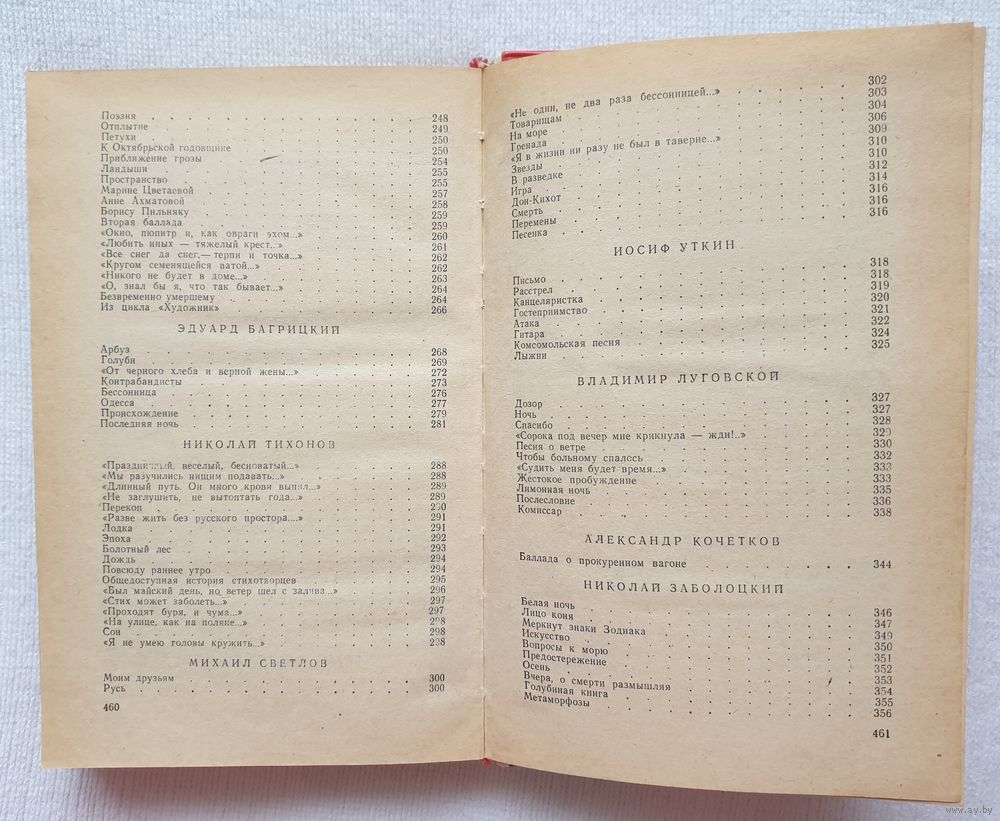 Поэзия 248
Отплытие 249
Петухи 250
К Октябрьской годовщине 250
Приближение грозы 254
Ландыши 255
Пространство 255
Марине Цветаевой 257
Анне Ахматовой 258
Борису Пильняку 259
Вторая баллада 259
«Окно, пюпитр и, как овраги эхом...» 260
«Любить иных — тяжелый крест...» 261
«Все снег да снег,— терпи и точка...» 262
«Кругом семенящейся ватой...» 262
«Никого не будет в доме...» 263
«О, знал бы я, что так бывает...» 264
Безвременно умершему 264
Из цикла «Художник» 266
ЭДУАРД БАГРИЦКИЙ
Арбуз 268
Голуби 269
«От черного хлеба и верной жены...» 272
Контрабандисты 273
Бессонница 276
Одесса 277
Происхождение 279
Последняя ночь 281
НИКОЛАЙ ТИХОНОВ
«Праздничный, веселый, бесноватый...» 288
«Мы разучились нищим подавать...» 288
«Длинный путь. Он много крови выпил...» 289
«Не заглушить, не вытоптать года...» 289
Перекоп 290
«Разве жить без русского простора....» 291
Лодка 291
Эпоха 292
Болотный лес 293
Дождь 294
Повсюду раннее утро 294
Общедоступная история стихотворцев 295
«Был майский день, но ветер шел с залива...» 296
«Стих может заболеть...» 297
«Проходят буря, и чума...» 297
«На улице, как на поляке...» 298
Сон 298
«Я не умею головы кружить...» 298
МИХАИЛ СВЕТЛОВ
Моим друзьям 300
Русь 300
460
«Не один, не два раза бессонницей...» 302
Товарищам 303
На море 304
Гренада 306
«Я в жизни ни разу не был в таверне...» 309
Звезды 310
В разведке 310
Игра 312
Дон-Кихот 314
Смерть 316
Перемены 316
Песенка 316
ИОСИФ УТКИН
Письмо 318
Расстрел 318
Канцеляристка 319
Гостеприимство 320
Атака 321
Гитара 322
Комсомольская песня 324
Лыжни 325
ВЛАДИМИР ЛУГОВСКОЙ
Дозор 327
Ночь 327
Спасибо 328
«Сорока под вечер мне крикнула — жди!..» 329
Песня о ветре 330
Чтобы больному спалось 332
«Судить меня будет время...» 333
Жестокое пробуждение 333
Лимонная ночь 335
Послесловие 336
Комиссар 338
АЛЕКСАНДР КОЧЕТКОВ
Баллада о прокуренном вагоне 344
НИКОЛАЙ ЗАБОЛОЦКИЙ
Белая ночь 346
Лицо коня 347
Меркнут знаки Зодиака 349
Искусство 350
Вопросы к морю 351
Предостережение 352
Осень 353
Вчера, о смерти размышляя 354
Голубиная книга 355
Метаморфозы 356
461
www.ay.by